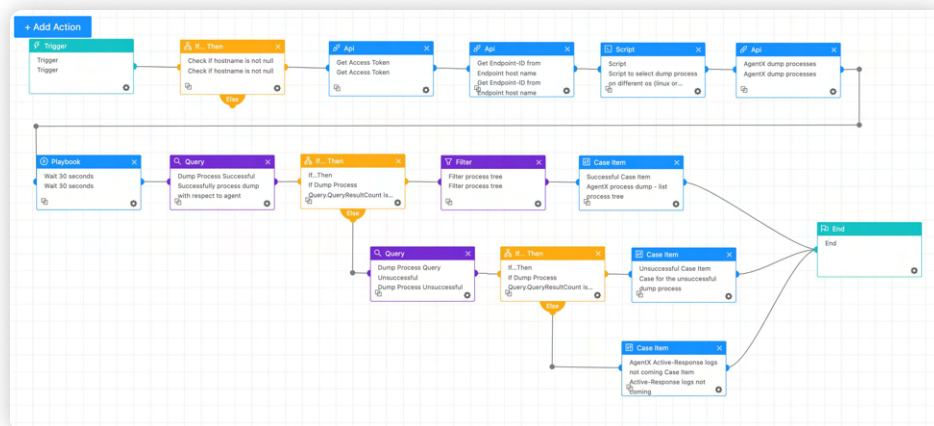 + Add Action
Trigger
Trigger
Trigger
If... Then
Check if hostname is not null
Check if hostname is not null
Else
Api
Get Access Token
Get Access Token
Api
Get Endpoint-ID from
Endpoint host name
Get Endpoint-ID from
Endpoint host name
Script
Script
Script to select dump process
on different os (linux or...
Api
AgentX dump processes
AgentX dump processes
Playbook
Wait 30 seconds
Wait 30 seconds
Query
Dump Process Successful
Successfully process dump
with respect to agent
If... Then
If...Then
If Dump Process
Query.QueryResultCount is...
Else
Filter
Filter process tree
Filter process tree
Case Item
Successful Case Item
AgentX process dump - list
process tree
End
End
Query
Dump Process Query
Unsuccessful
Dump Process Unsuccessful
If... Then
If...Then
If Dump Process
Query.QueryResultCount is...
Else
Case Item
Unsuccessful Case Item
Case for the unsuccessful
dump process
Case Item
AgentX Active-Response logs
not coming Case Item
Active-Response logs not
coming